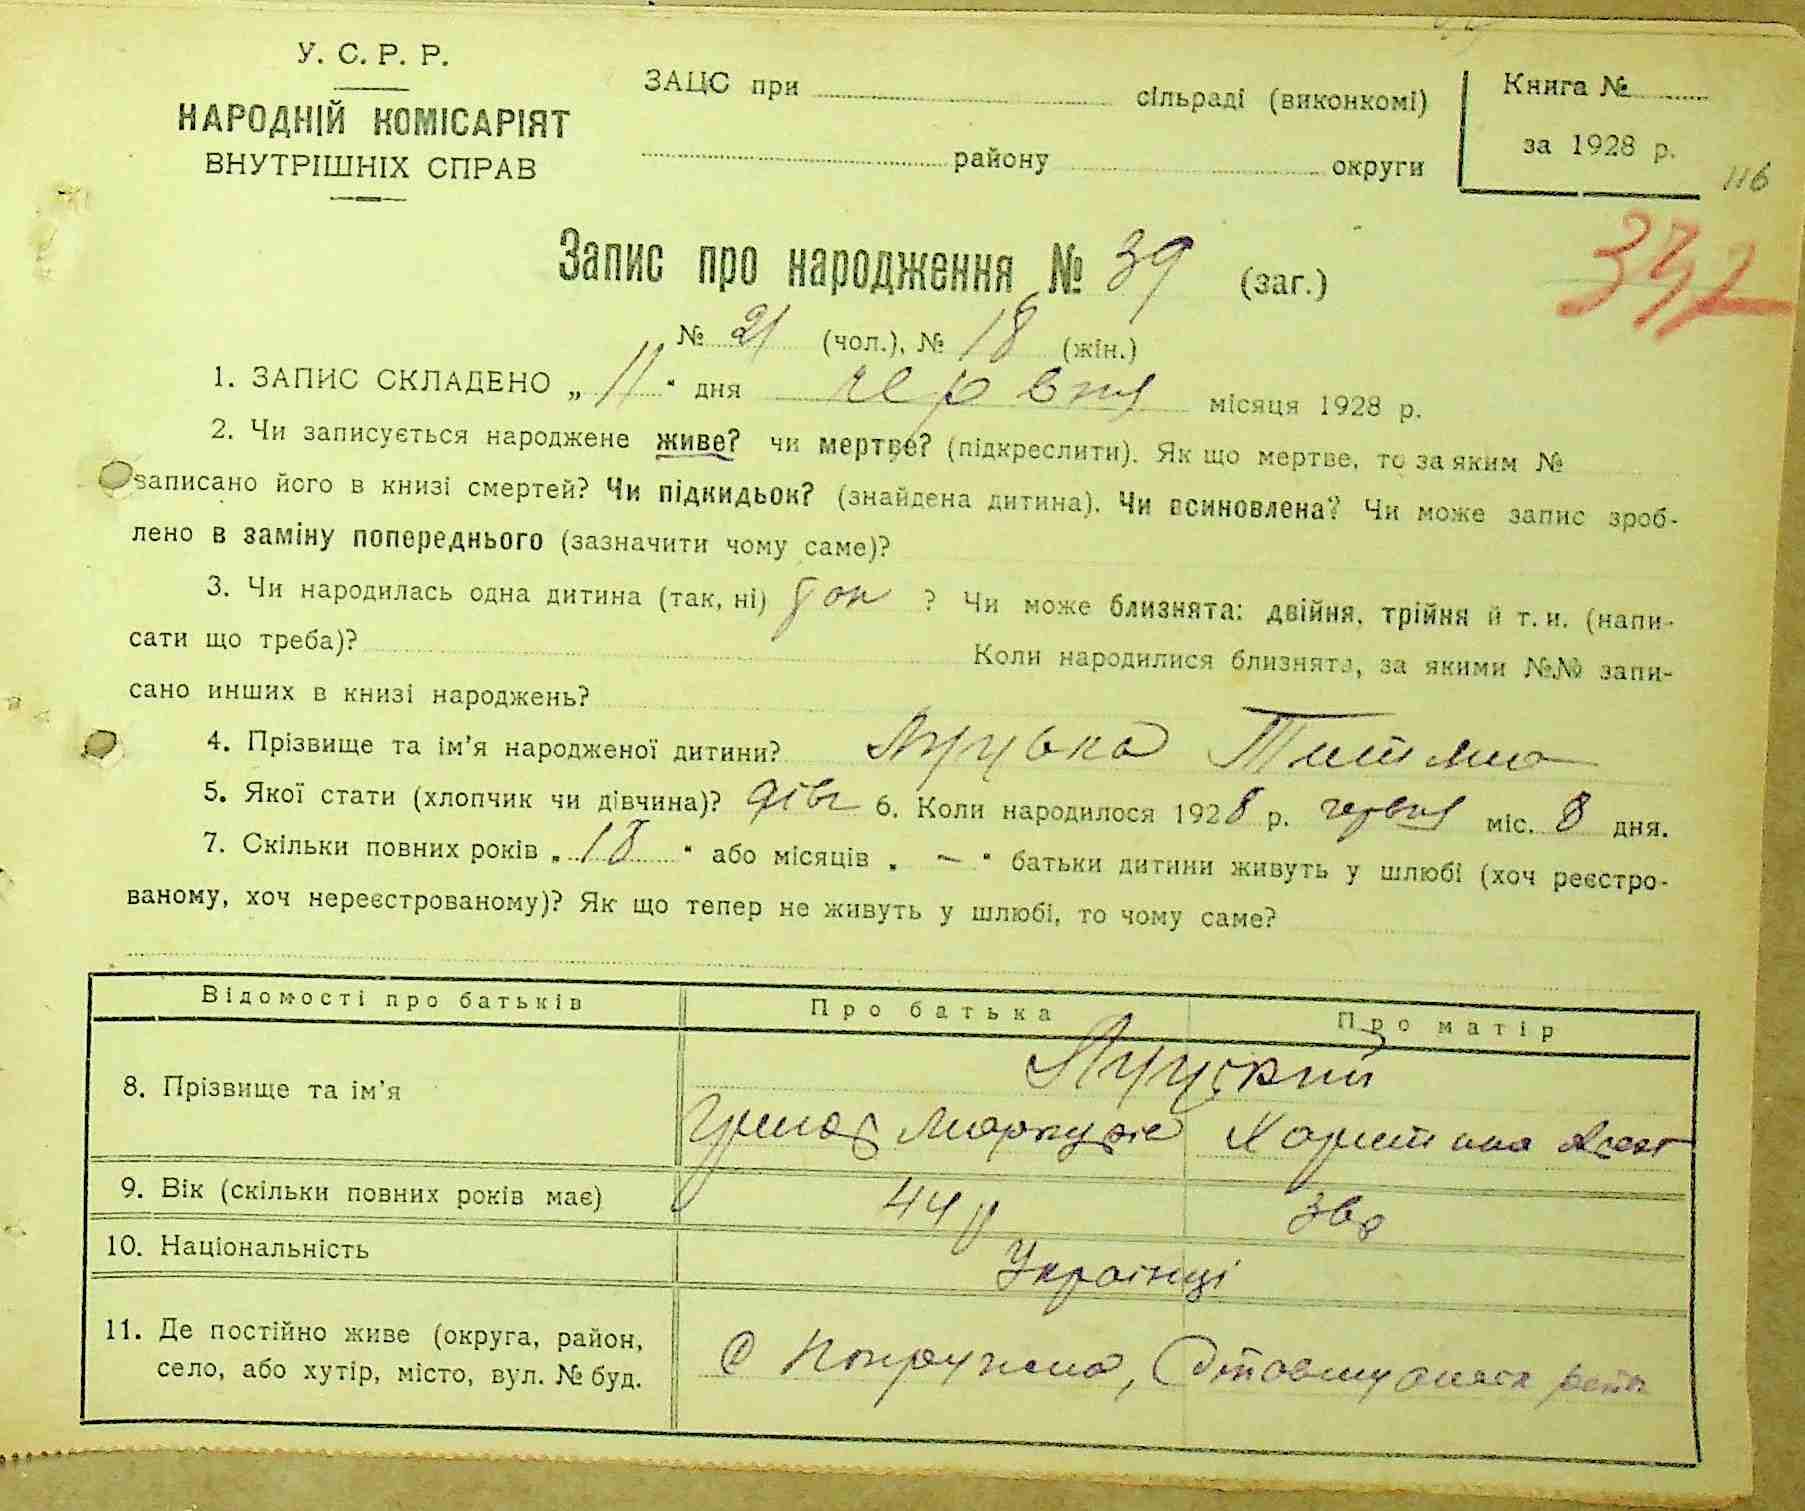 У. С. Р. Р.
НАРОДНІЙ КОМІСАРІЯТ
ВНУТРІШНІХ СПРАВ
ЗАЦС при сільраді (виконкомі)
району округи
Книга №
за 1928 р.
116
342
Запис про народження № 39 (заг.)
№ 21 (чол.), № 18 (жін.)
1. ЗАПИС СКЛАДЕНО „ 11 “ дня червня місяця 1928 р.
2. Чи записується народжене живе? чи мертве? (підкреслити). Як що мертве, то за яким №
записано його в книзі смертей? Чи підкидьок? (знайдена дитина). Чи всиновлена? Чи може запис зроб-
лено в заміну попереднього (зазначити чому саме)?
3. Чи народилась одна дитина (так, ні) ? Чи може близнята: двійня, трійня й т. и. (напи-
сати що треба)? Коли народилися близнята, за якими №№ запи-
сано инших в книзі народжень?
4. Прізвище та ім'я народженої дитини? Луцька
5. Якої стати (хлопчик чи дівчина)? дівч 6. Коли народилося 1928 р. червня міс. 8 дня.
7. Скільки повних років „ 18 “ або місяців „ — “ батьки дитини живуть у шлюбі (хоч реєстро-
ваному, хоч нереєстрованому)? Як що тепер не живуть у шлюбі, то чому саме?
Відомості про батьків
Про батька
Про матір
8. Прізвище та ім'я
Луцький
Харитина
9. Вік (скільки повних років має)
44 р
10. Національність
Українці
11. Де постійно живе (округа, район,
село, або хутір, місто, вул. № буд.
с